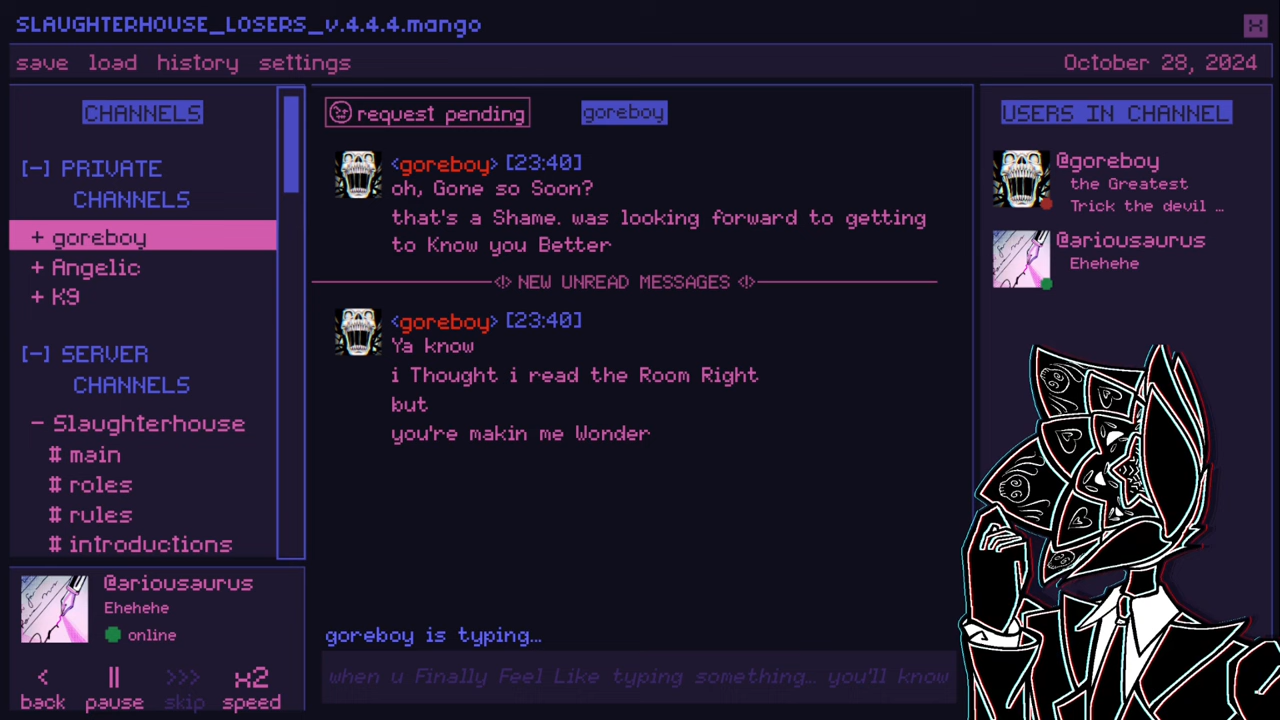 SLAUGHTERHOUSE_LOSERS_v.4.4.4.mango
X
save load history settings
October 28, 2024
CHANNELS
[-] PRIVATE
CHANNELS
+ goreboy
+ Angelic
+ K9
[-] SERVER
CHANNELS
- Slaughterhouse
# main
# roles
# rules
# introductions
@ariousaurus
Ehehehe
online
< || >>> x2
back pause skip speed
request pending
goreboy
<goreboy> [23:40]
oh, Gone so Soon?
that's a Shame. was looking forward to getting
to Know you Better
<|> NEW UNREAD MESSAGES <|>
<goreboy> [23:40]
Ya know
i Thought i read the Room Right
but
you're makin me Wonder
goreboy is typing...
when u Finally Feel Like typing something... you'll know
USERS IN CHANNEL
@goreboy
the Greatest
Trick the devil ...
@ariousaurus
Ehehehe